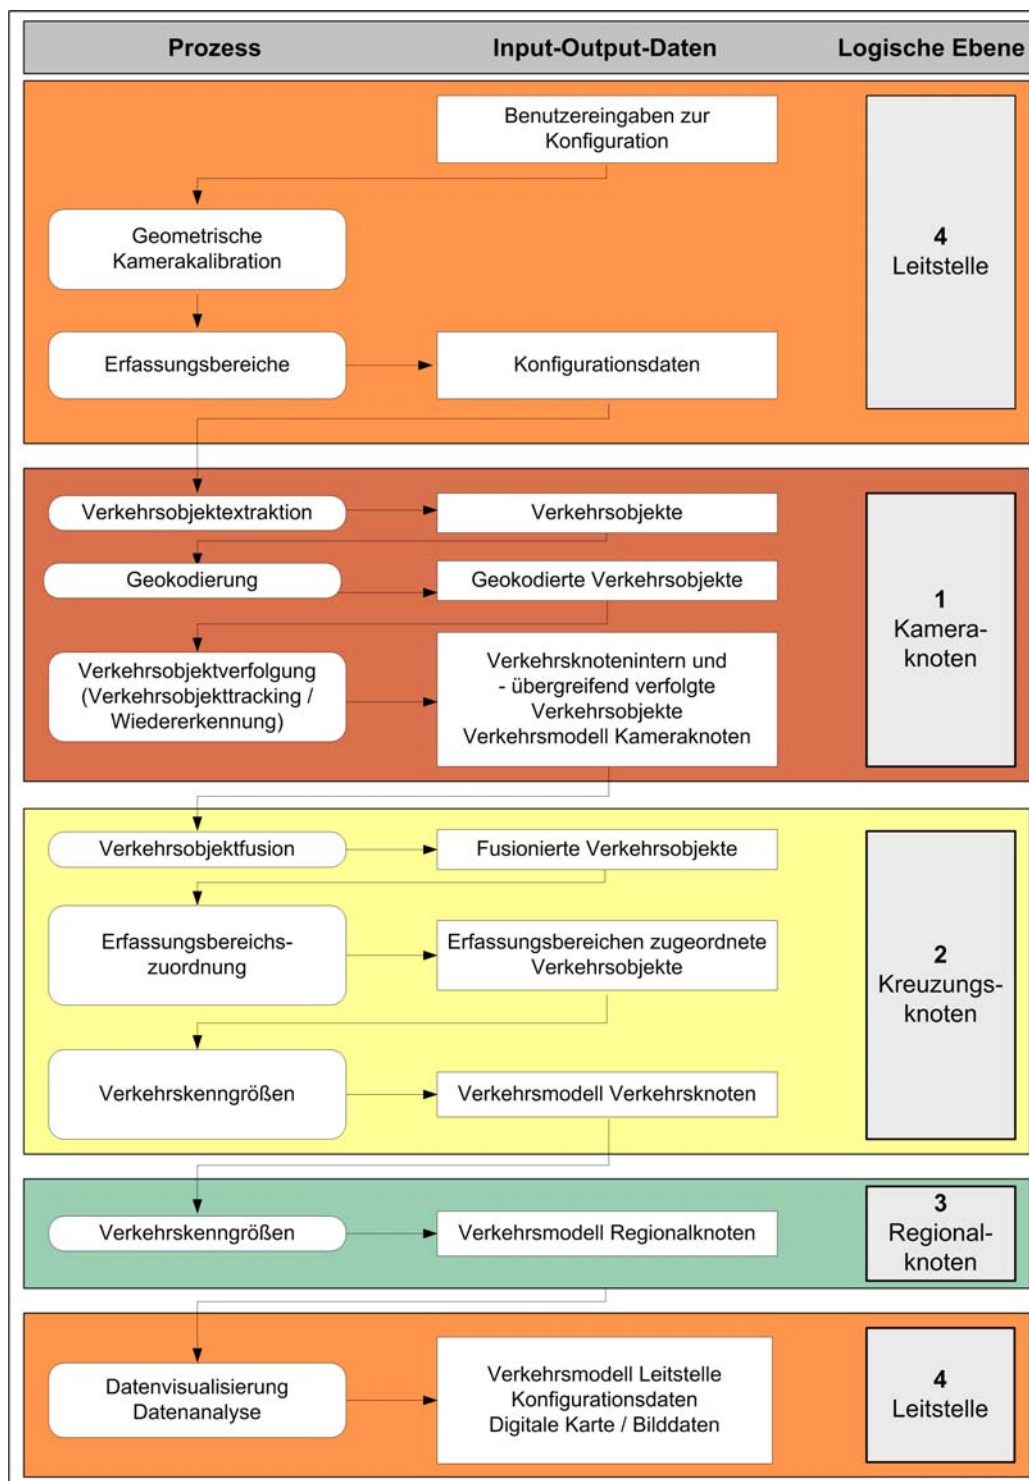 Prozess
Input-Output-Daten
Logische Ebene
Benutzereingaben zur
Konfiguration
Geometrische
Kamerakalibration
Erfassungsbereiche
Konfigurationsdaten
4
Leitstelle
Verkehrsobjektextraktion
Verkehrsobjekte
Geokodierung
Geokodierte Verkehrsobjekte
Verkehrsobjektverfolgung
(Verkehrsobjekttracking /
Wiedererkennung)
Verkehrsknotenintern und
- übergreifend verfolgte
Verkehrsobjekte
Verkehrsmodell Kameraknoten
1
Kamera-
knoten
Verkehrsobjektfusion
Fusionierte Verkehrsobjekte
Erfassungsbereichs-
zuordnung
Erfassungsbereichen zugeordnete
Verkehrsobjekte
Verkehrskenngrößen
Verkehrsmodell Verkehrsknoten
2
Kreuzungs-
knoten
Verkehrskenngrößen
Verkehrsmodell Regionalknoten
3
Regional-
knoten
Datenvisualisierung
Datenanalyse
Verkehrsmodell Leitstelle
Konfigurationsdaten
Digitale Karte / Bilddaten
4
Leitstelle